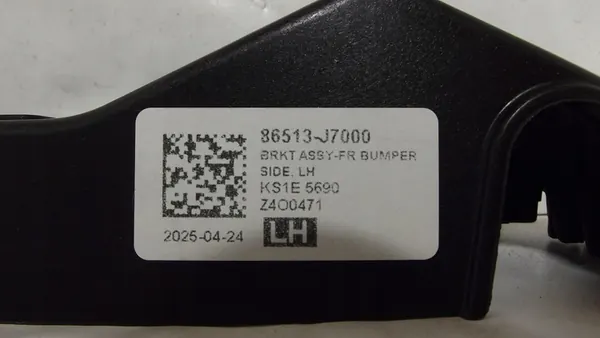 86513-J7000
BRKT ASSY-FR BUMPER
SIDE, LH
KS1E 5690
Z4O0471
2025-04-24
LH